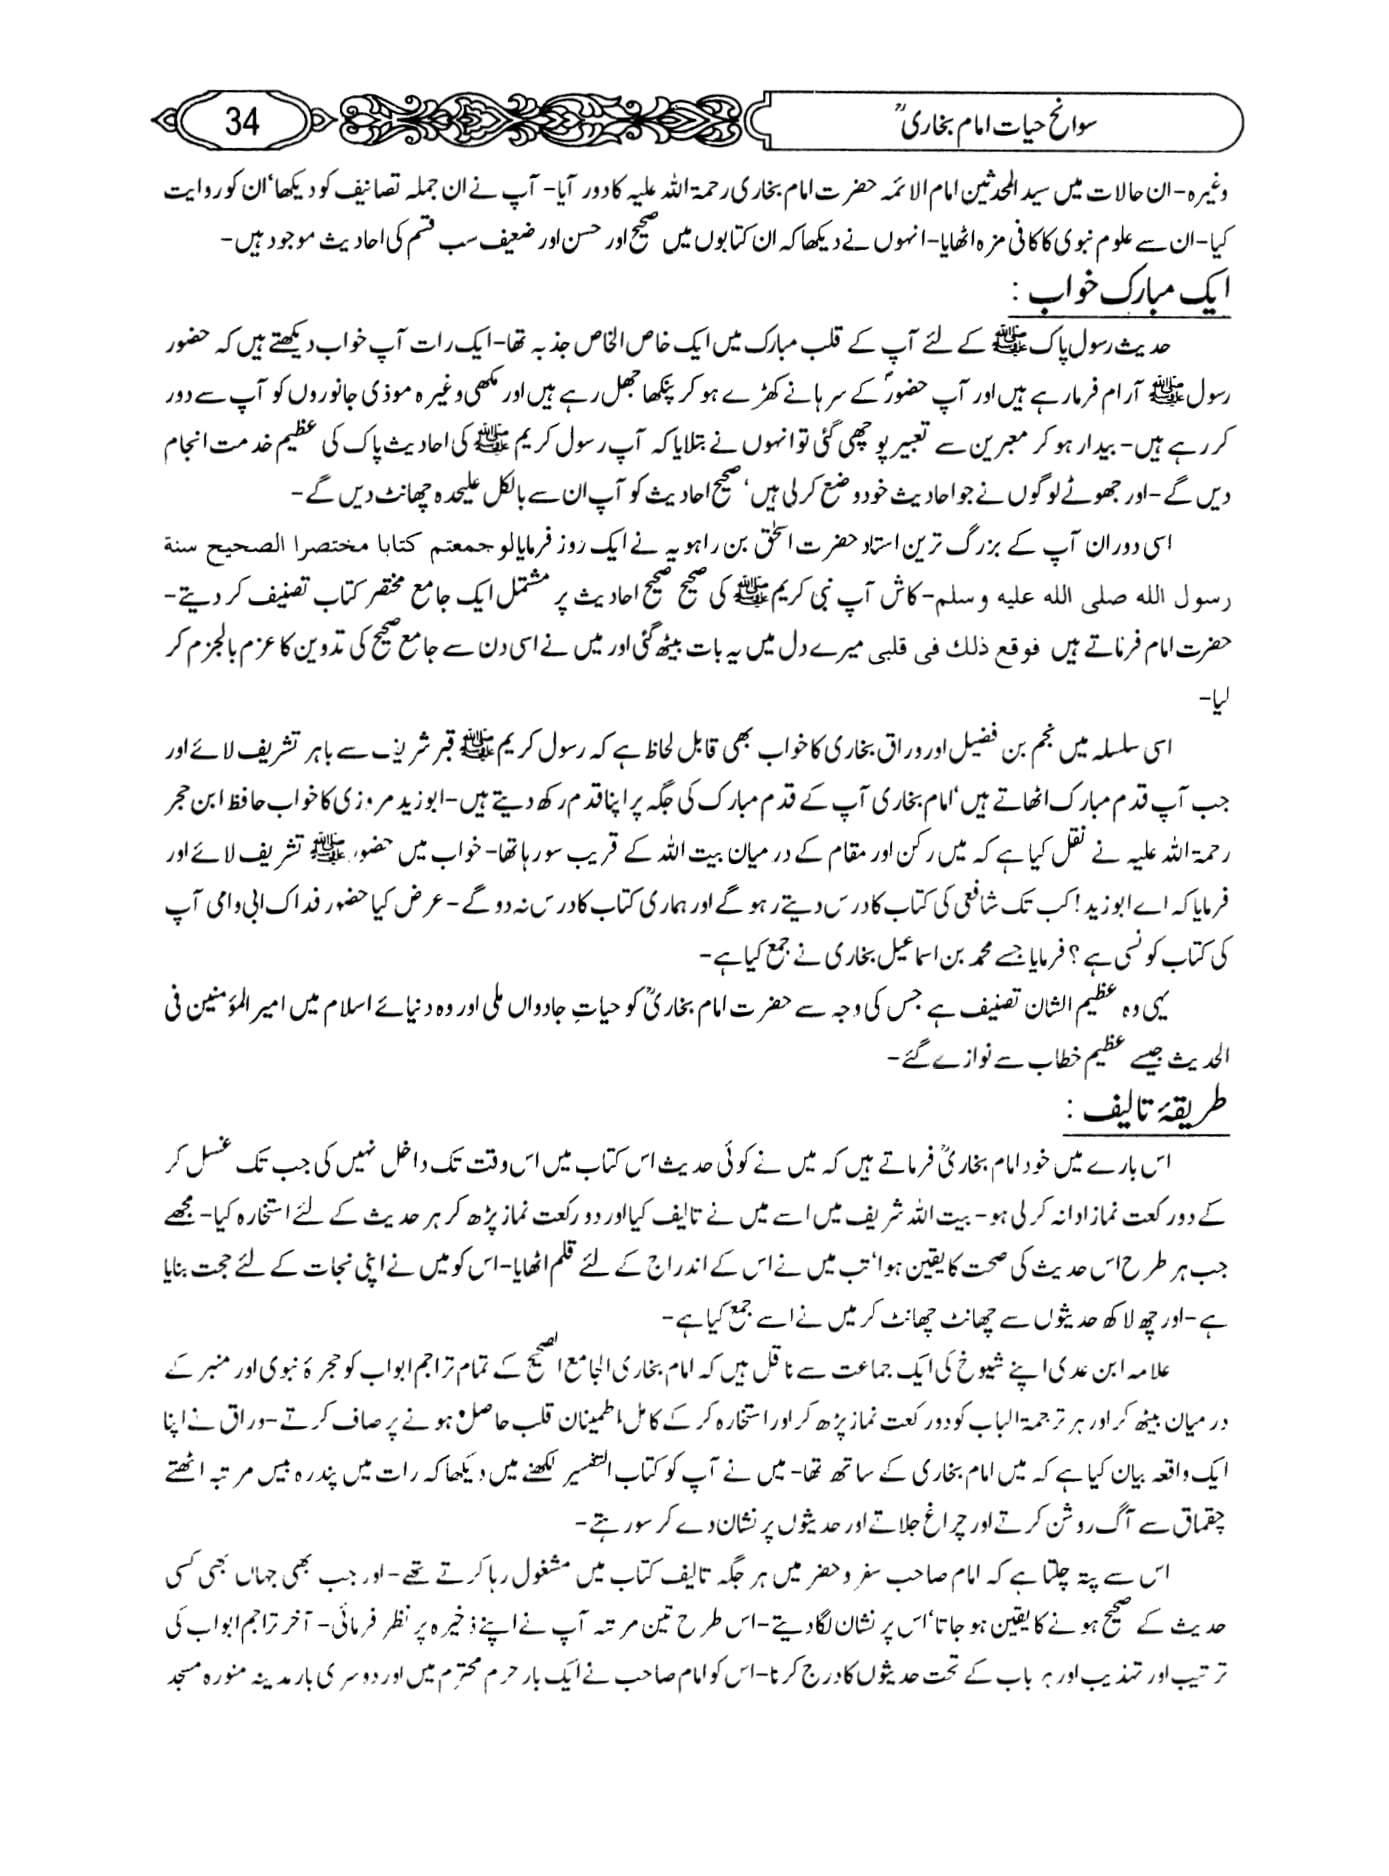 سوانح حیات امام بخاریؒ
34
وغیرہ-ان حالات میں سید المحدثین امام الائمہ حضرت امام بخاری رحمۃ اللہ علیہ کا دور آیا- آپ نے ان جملہ تصانیف کو دیکھا‘ان کو روایت
کیا-ان سے علوم نبوی کا کافی مزہ اٹھایا-انہوں نے دیکھا کہ ان کتابوں میں صحیح اور حسن اور ضعیف سب قسم کی احادیث موجود ہیں-
ایک مبارک خواب :
حدیث رسول پاک ﷺ کے لئے آپ کے قلب مبارک میں ایک خاص الخاص جذبہ تھا-ایک رات آپ خواب دیکھتے ہیں کہ حضور
رسول ﷺ آرام فرما رہے ہیں اور آپ حضورؐ کے سرہانے کھڑے ہو کر پنکھا جھل رہے ہیں اور مکھی وغیرہ موذی جانوروں کو آپ سے دور
کر رہے ہیں- بیدار ہو کر معبرین سے تعبیر پوچھی گئی تو انہوں نے بتلایا کہ آپ رسول کریم ﷺ کی احادیث پاک کی عظیم خدمت انجام
دیں گے-اور جھوٹے لوگوں نے جو احادیث خود وضع کر لی ہیں‘ صحیح احادیث کو آپ ان سے بالکل علیحدہ چھانٹ دیں گے-
اسی دوران آپ کے بزرگ ترین استاد حضرت اسحٰق بن راہویہ نے ایک روز فرمایا لو جمعتم کتابا مختصرا الصحیح سنة
رسول الله صلی الله علیه وسلم-کاش آپ نبی کریم ﷺ کی صحیح صحیح احادیث پر مشتمل ایک جامع مختصر کتاب تصنیف کر دیتے-
حضرت امام فرماتے ہیں فوقع ذلك فی قلبی میرے دل میں یہ بات بیٹھ گئی اور میں نے اسی دن سے جامع صحیح کی تدوین کا عزم بالجزم کر
لیا-
اسی سلسلہ میں نجم بن فضیل اور وراق بخاری کا خواب بھی قابل لحاظ ہے کہ رسول کریم ﷺ قبر شریف سے باہر تشریف لائے اور
جب آپ قدم مبارک اٹھاتے ہیں‘امام بخاری آپ کے قدم مبارک کی جگہ پر اپنا قدم رکھ دیتے ہیں-ابو زید مروزی کا خواب حافظ ابن حجر
رحمۃ اللہ علیہ نے نقل کیا ہے کہ میں رکن اور مقام کے درمیان بیت اللہ کے قریب سو رہا تھا- خواب میں حضور ﷺ تشریف لائے اور
فرمایا کہ اے ابو زید! کب تک شافعی کی کتاب کا درس دیتے رہو گے اور ہماری کتاب کا درس نہ دو گے- عرض کیا حضور فداک ابی وامی آپ
کی کتاب کونسی ہے؟ فرمایا جسے محمد بن اسماعیل بخاری نے جمع کیا ہے-
یہی وہ عظیم الشان تصنیف ہے جس کی وجہ سے حضرت امام بخاریؒ کو حیاتِ جادواں ملی اور وہ دنیائے اسلام میں امیر المؤمنین فی
الحدیث جیسے عظیم خطاب سے نوازے گئے-
طریقۂ تالیف :
اس بارے میں خود امام بخاریؒ فرماتے ہیں کہ میں نے کوئی حدیث اس کتاب میں اس وقت تک داخل نہیں کی جب تک غسل کر
کے دو رکعت نماز ادا نہ کر لی ہو- بیت اللہ شریف میں اسے میں نے تالیف کیا اور دو رکعت نماز پڑھ کر ہر حدیث کے لئے استخارہ کیا- مجھے
جب ہر طرح اس حدیث کی صحت کا یقین ہوا‘تب میں نے اس کے اندراج کے لئے قلم اٹھایا-اس کو میں نے اپنی نجات کے لئے حجت بنایا
ہے-اور چھ لاکھ حدیثوں سے چھانٹ چھانٹ کر میں نے اسے جمع کیا ہے-
علامہ ابن عدی اپنے شیوخ کی ایک جماعت سے ناقل ہیں کہ امام بخاری الجامع الصحیح کے تمام تراجم ابواب کو حجرۂ نبوی اور منبر کے
درمیان بیٹھ کر اور ہر ترجمۃ الباب کو دو رکعت نماز پڑھ کر اور استخارہ کر کے کامل اطمینان قلب حاصل ہونے پر صاف کرتے-وراق نے اپنا
ایک واقعہ بیان کیا ہے کہ میں امام بخاری کے ساتھ تھا- میں نے آپ کو کتاب التفسیر لکھنے میں دیکھا کہ رات میں پندرہ بیس مرتبہ اٹھتے
چقماق سے آگ روشن کرتے اور چراغ جلاتے اور حدیثوں پر نشان دے کر سو رہتے-
اس سے پتہ چلتا ہے کہ امام صاحب سفر و حضر میں ہر جگہ تالیف کتاب میں مشغول رہا کرتے تھے-اور جب بھی جہاں بھی کسی
حدیث کے صحیح ہونے کا یقین ہو جاتا‘اس پر نشان لگا دیتے-اس طرح تین مرتبہ آپ نے اپنے ذخیرہ پر نظر فرمائی- آخر تراجم ابواب کی
ترتیب اور تہذیب اور ہر باب کے تحت حدیثوں کا درج کرنا-اس کو امام صاحب نے ایک بار حرم محترم میں اور دوسری بار مدینہ منورہ مسجد